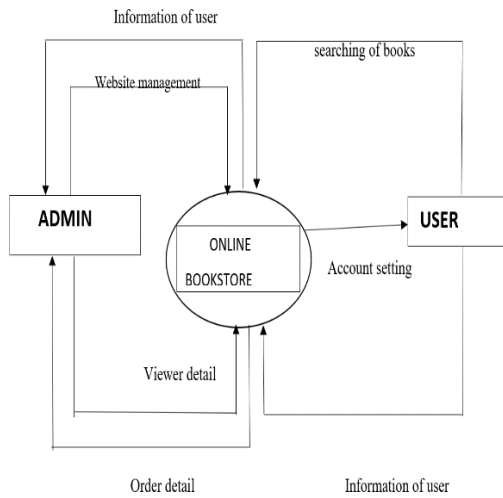 Information of user
searching of books
Website management
ADMIN
USER
ONLINE
BOOKSTORE
Account setting
Viewer detail
Order detail
Information of user